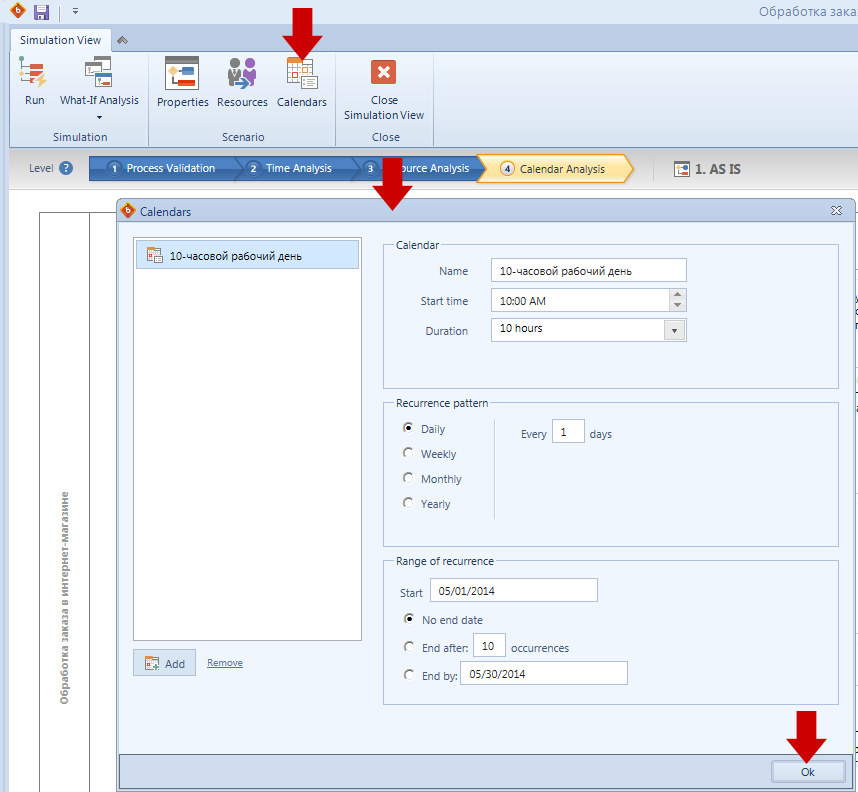 Обработка зака
Simulation View
Run
What-If Analysis
Properties
Resources
Calendars
Close
Simulation View
Simulation
Scenario
Close
Level ?
1 Process Validation
2 Time Analysis
3 ource Analysis
4 Calendar Analysis
1. AS IS
Calendars
10-часовой рабочий день
Calendar
Name 10-часовой рабочий день
Start time 10:00 AM
Duration 10 hours
Recurrence pattern
Daily
Every 1 days
Weekly
Monthly
Yearly
Range of recurrence
Start 05/01/2014
No end date
End after: 10 occurrences
End by: 05/30/2014
Add Remove
Обработка заказа в интернет-магазине
Ok